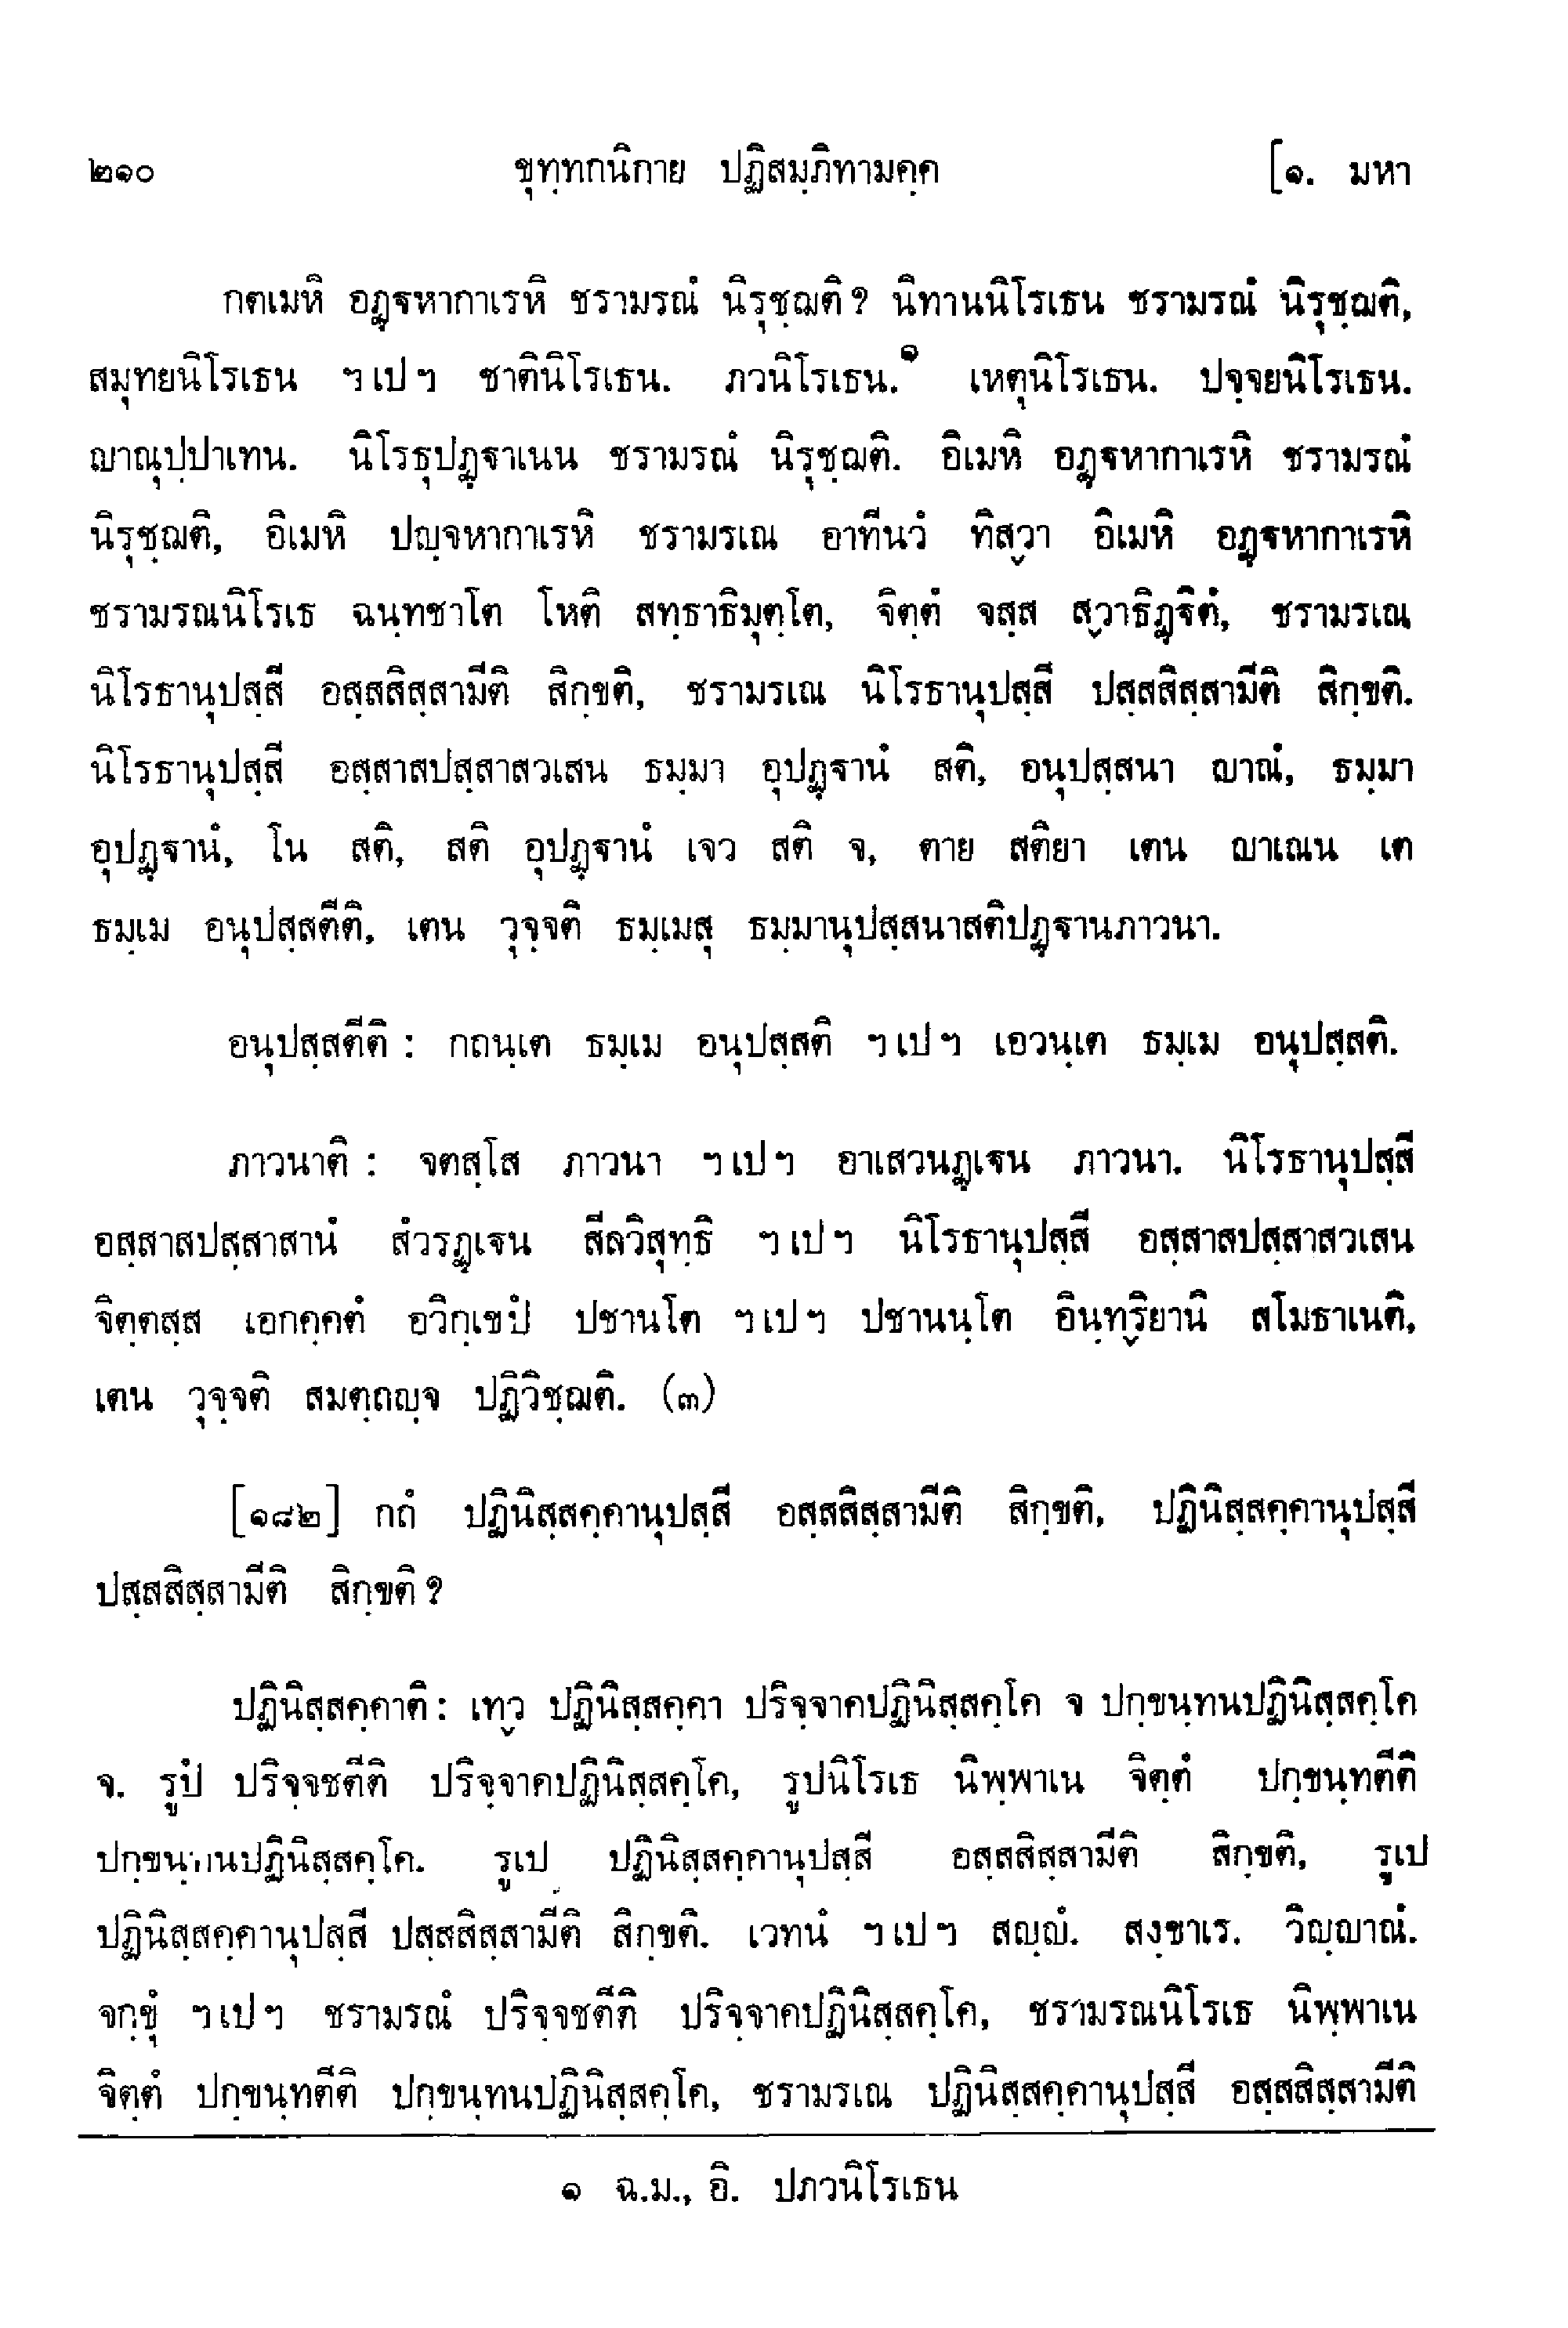 ๒๑๐ ขุทฺทกนิกาย ปฏิสมฺภิทามคฺค [๑. มหา
กตเมหิ อฏฺฐหากาเรหิ ชรามรณํ นิรุชฺฌติ? นิทานนิโรเธน ชรามรณํ นิรุชฺฌติ,
สมุทยนิโรเธน ฯเปฯ ชาตินิโรเธน. ภวนิโรเธน.๑ เหตุนิโรเธน. ปจฺจยนิโรเธน.
ญาณุปฺปาเทน. นิโรธุปฏฺฐาเนน ชรามรณํ นิรุชฺฌติ. อิเมหิ อฏฺฐหากาเรหิ ชรามรณํ
นิรุชฺฌติ, อิเมหิ ปญฺจหากาเรหิ ชรามรเณ อาทีนวํ ทิสฺวา อิเมหิ อฏฺฐหากาเรหิ
ชรามรณนิโรเธ ฉนฺทชาโต โหติ สทฺธาธิมุตฺโต, จิตฺตํ จสฺส สฺวาธิฏฺฐิตํ, ชรามรเณ
นิโรธานุปสฺสี อสฺสสิสฺสามีติ สิกฺขติ, ชรามรเณ นิโรธานุปสฺสี ปสฺสสิสฺสามีติ สิกฺขติ.
นิโรธานุปสฺสี อสฺสาสปสฺสาสวเสน ธมฺมา อุปฏฺฐานํ สติ, อนุปสฺสนา ญาณํ, ธมฺมา
อุปฏฺฐานํ, โน สติ, สติ อุปฏฺฐานํ เจว สติ จ, ตาย สติยา เตน ญาเณน เต
ธมฺเม อนุปสฺสตีติ, เตน วุจฺจติ ธมฺเมสุ ธมฺมานุปสฺสนาสติปฏฺฐานภาวนา.
อนุปสฺสตีติ : กถนฺเต ธมฺเม อนุปสฺสติ ฯเปฯ เอวนฺเต ธมฺเม อนุปสฺสติ.
ภาวนาติ : จตสฺโส ภาวนา ฯเปฯ อาเสวนฏฺเฐน ภาวนา. นิโรธานุปสฺสี
อสฺสาสปสฺสาสานํ สํวรฏฺเฐน สีลวิสุทฺธิ ฯเปฯ นิโรธานุปสฺสี อสฺสาสปสฺสาสวเสน
จิตฺตสฺส เอกคฺคตํ อวิกฺเขปํ ปชานโต ฯเปฯ ปชานนฺโต อินฺทฺริยานิ สโมธาเนติ,
เตน วุจฺจติ สมตฺถญฺจ ปฏิวิชฺฌติ. (๓)
[๑๘๒] กถํ ปฏินิสฺสคฺคานุปสฺสี อสฺสสิสฺสามีติ สิกฺขติ, ปฏินิสฺสคฺคานุปสฺสี
ปสฺสสิสฺสามีติ สิกฺขติ?
ปฏินิสฺสคฺคาติ : เทฺว ปฏินิสฺสคฺคา ปริจฺจาคปฏินิสฺสคฺโค จ ปกฺขนฺทนปฏินิสฺสคฺโค
จ. รูปํ ปริจฺจชตีติ ปริจฺจาคปฏินิสฺสคฺโค, รูปนิโรเธ นิพฺพาเน จิตฺตํ ปกฺขนฺทตีติ
ปกฺขนฺทนปฏินิสฺสคฺโค. รูเป ปฏินิสฺสคฺคานุปสฺสี อสฺสสิสฺสามีติ สิกฺขติ, รูเป
ปฏินิสฺสคฺคานุปสฺสี ปสฺสสิสฺสามีติ สิกฺขติ. เวทนํ ฯเปฯ สญฺญํ. สงฺขาเร. วิญฺญาณํ.
จกฺขุํ ฯเปฯ ชรามรณํ ปริจฺจชตีติ ปริจฺจาคปฏินิสฺสคฺโค, ชรามรณนิโรเธ นิพฺพาเน
จิตฺตํ ปกฺขนฺทตีติ ปกฺขนฺทนปฏินิสฺสคฺโค, ชรามรเณ ปฏินิสฺสคฺคานุปสฺสี อสฺสสิสฺสามีติ
๑ ฉ.ม., อิ. ปภวนิโรเธน